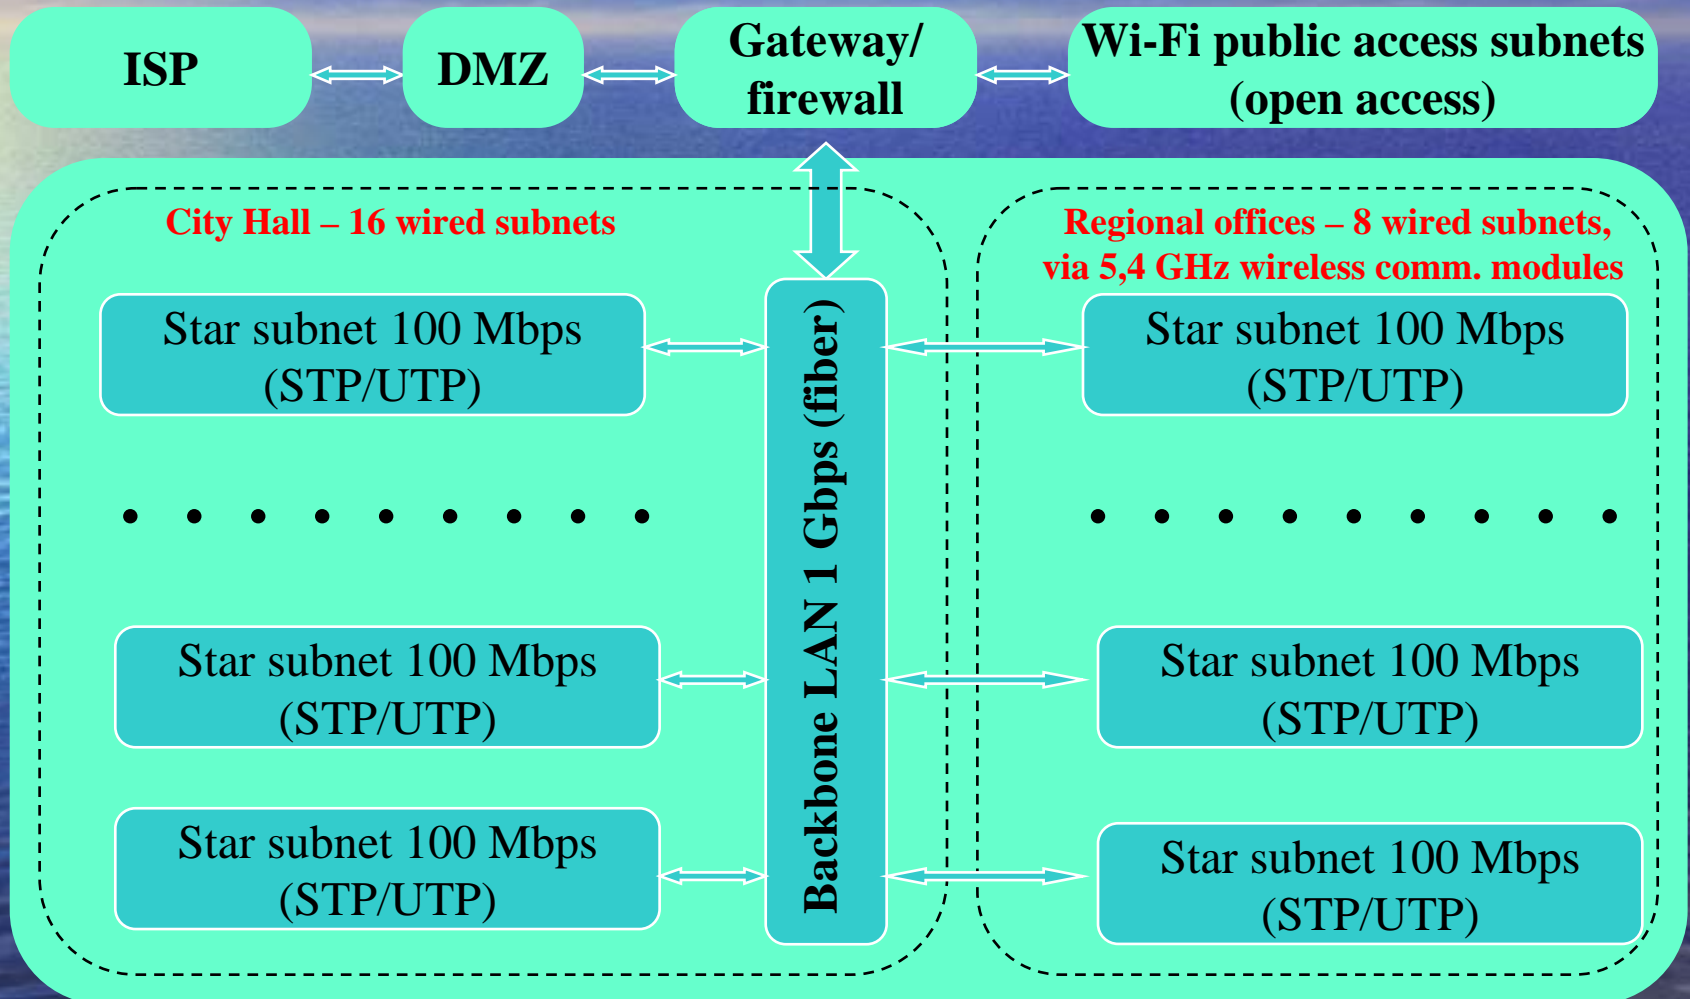 ISP
DMZ
Gateway/
firewall
Wi-Fi public access subnets
(open access)
City Hall – 16 wired subnets
Regional offices – 8 wired subnets,
via 5,4 GHz wireless comm. modules
Star subnet 100 Mbps
(STP/UTP)
Star subnet 100 Mbps
(STP/UTP)
Star subnet 100 Mbps
(STP/UTP)
Backbone LAN 1 Gbps (fiber)
Star subnet 100 Mbps
(STP/UTP)
Star subnet 100 Mbps
(STP/UTP)
Star subnet 100 Mbps
(STP/UTP)